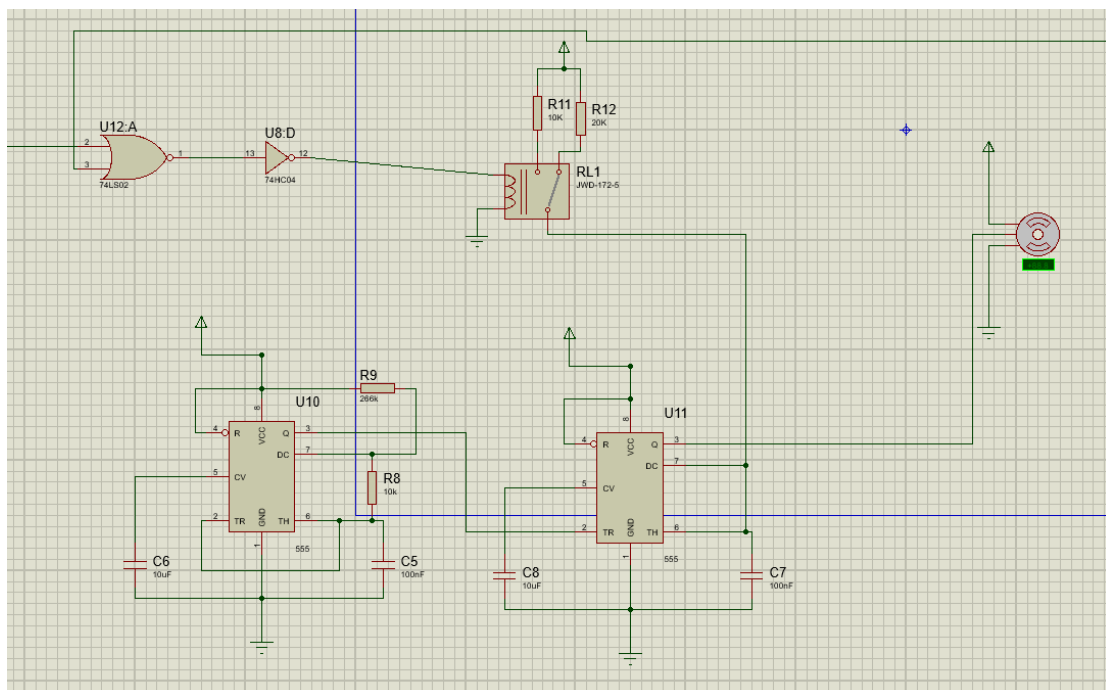 R11
10K
R12
20K
U12:A
2
3
1
74LS02
U8:D
13
12
74HC04
RL1
JWD-172-5
R9
266k
U10
8
4
R
VCC
Q
3
DC
7
5
CV
R8
10k
2
TR
GND
TH
6
1
555
C6
10uF
C5
100nF
U11
8
4
R
VCC
Q
3
DC
7
5
CV
2
TR
GND
TH
6
1
555
C8
10uF
C7
100nF